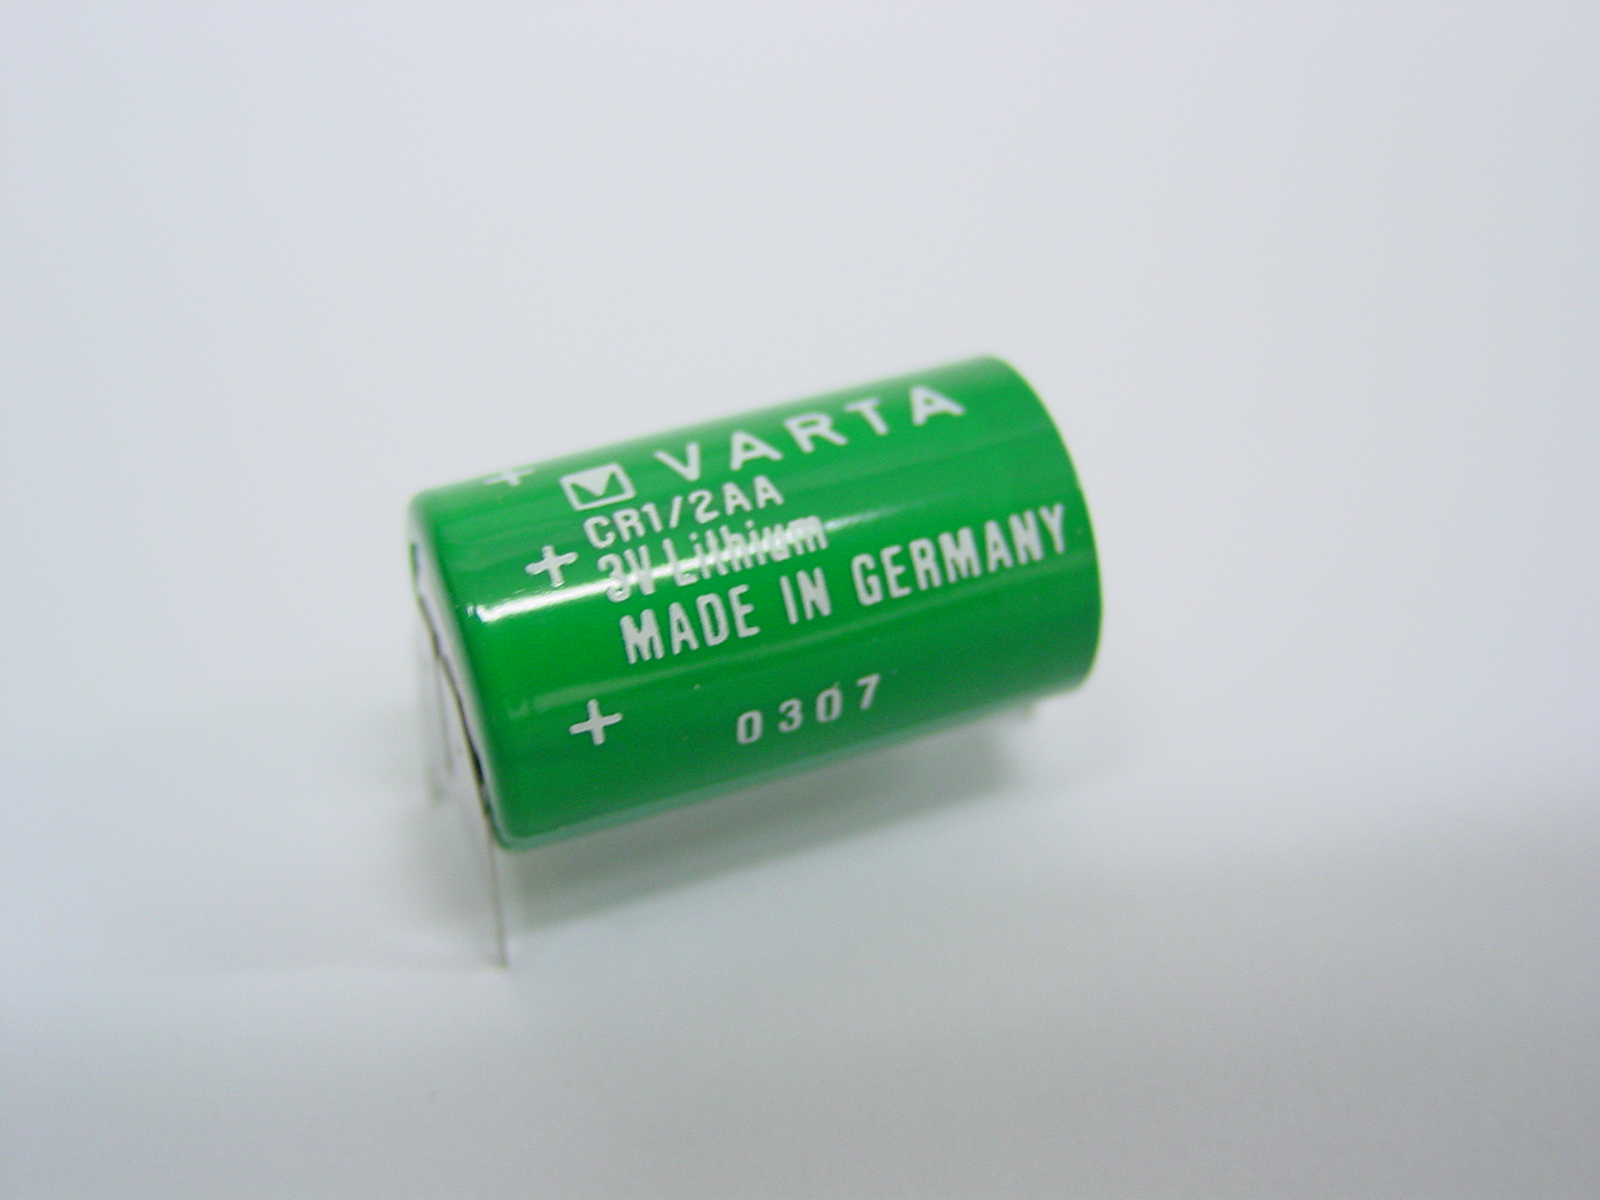 VARTA
CR1/2AA
3V Lithium
MADE IN GERMANY
0307